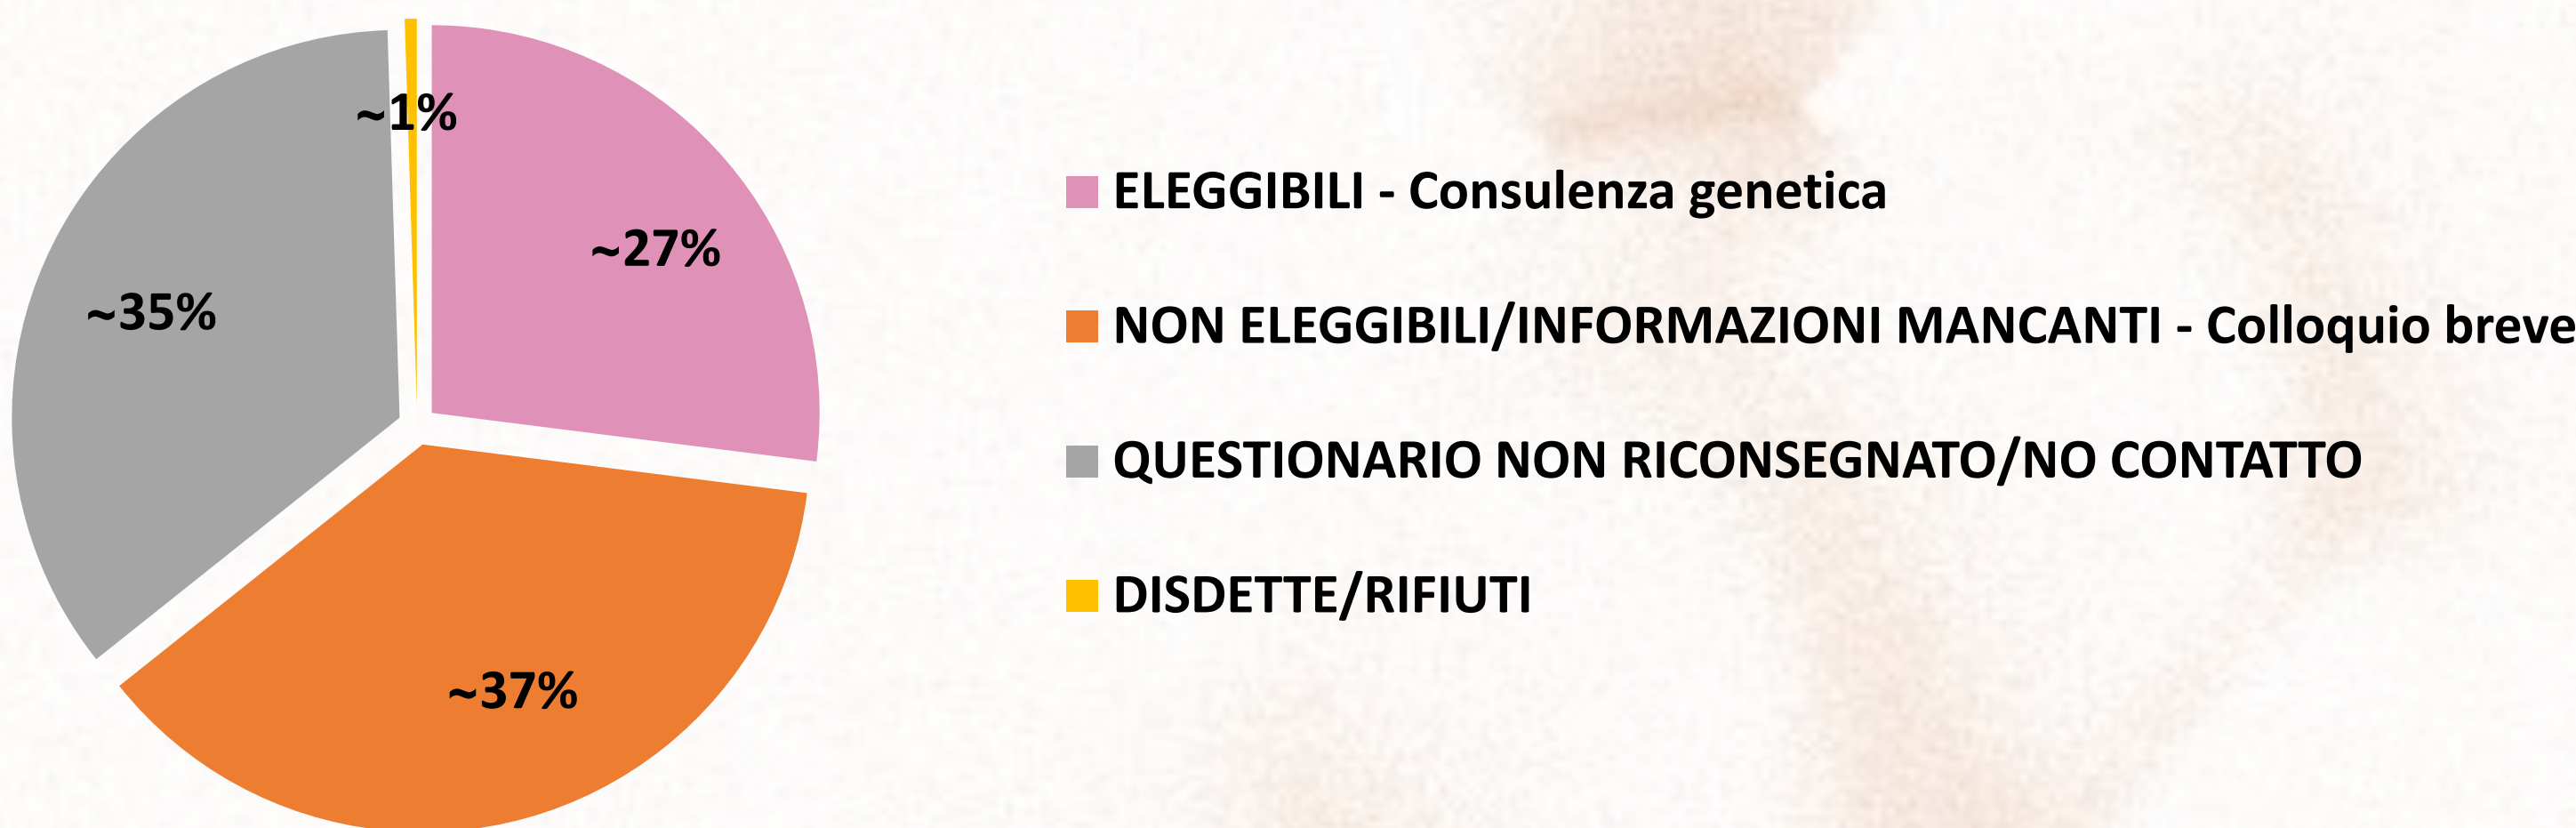 ~1%
~27%
~35%
~37%
ELEGGIBILI - Consulenza genetica
NON ELEGGIBILI/INFORMAZIONI MANCANTI - Colloquio breve
QUESTIONARIO NON RICONSEGNATO/NO CONTATTO
DISDETTE/RIFIUTI